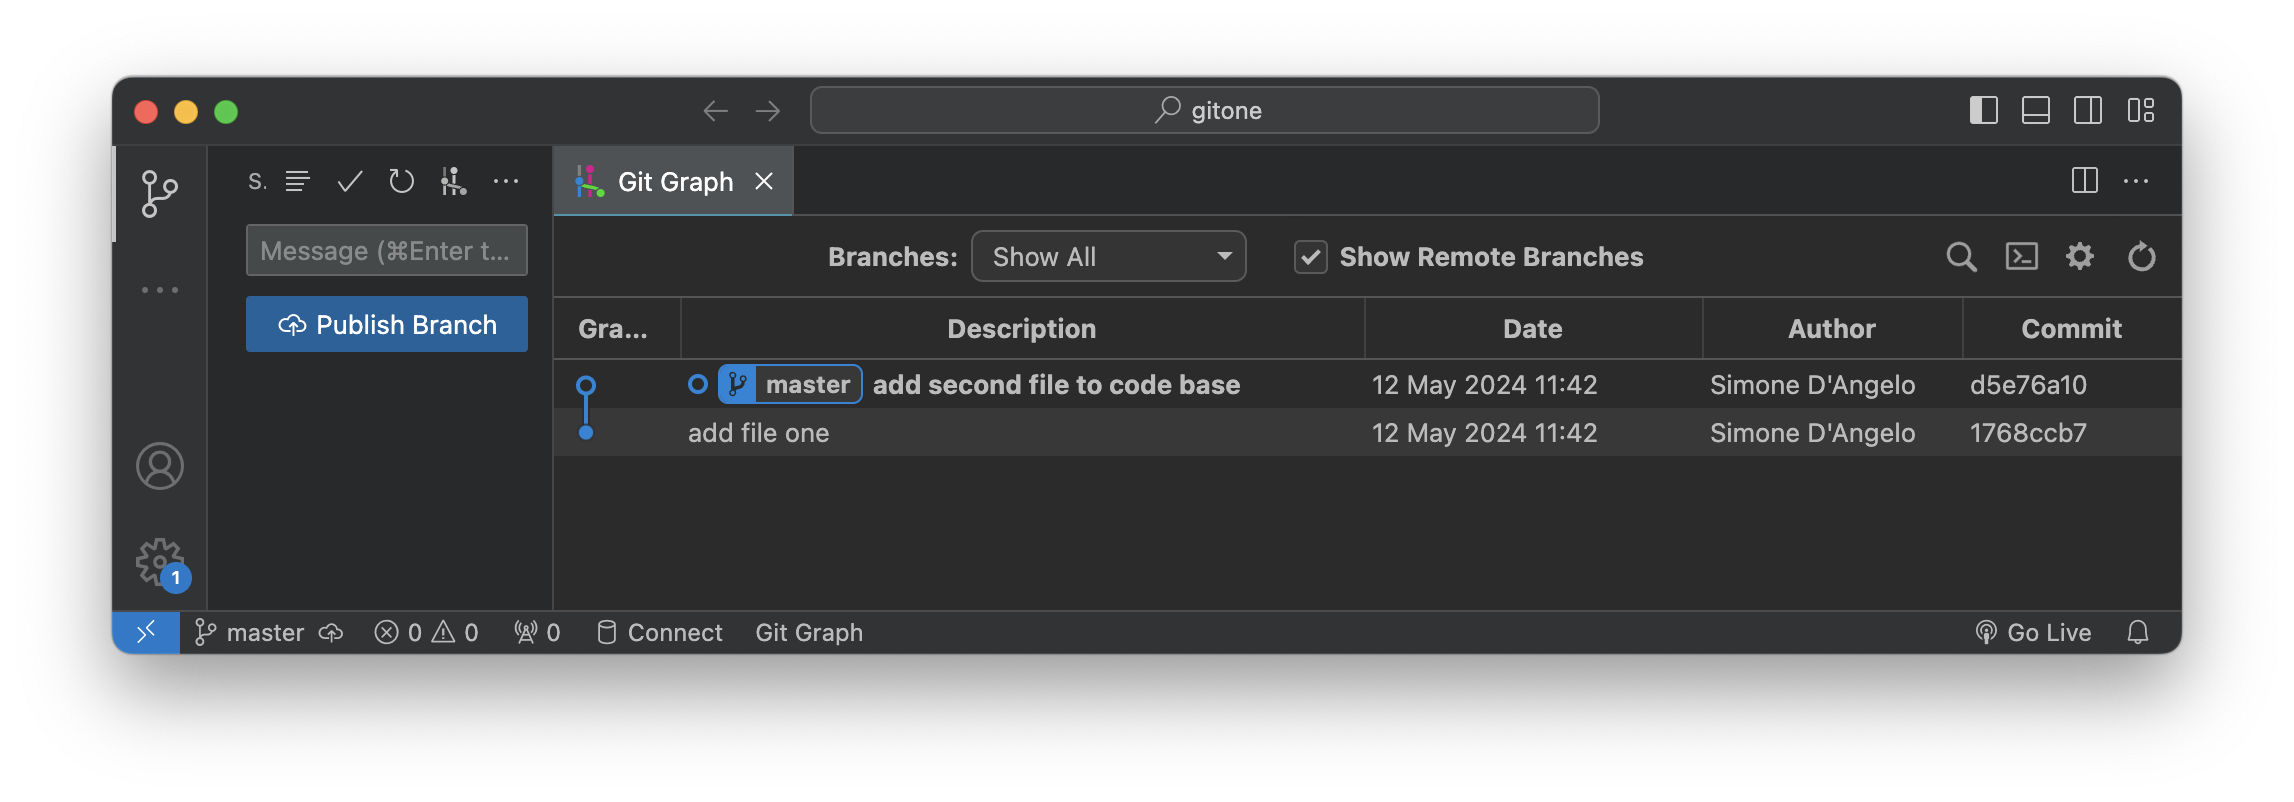 gitone
S.
Git Graph
Message (⌘Enter t...
Publish Branch
Branches: Show All Show Remote Branches
Gra... Description Date Author Commit
master add second file to code base 12 May 2024 11:42 Simone D'Angelo d5e76a10
add file one 12 May 2024 11:42 Simone D'Angelo 1768ccb7
1
master 0 0 0 Connect Git Graph Go Live